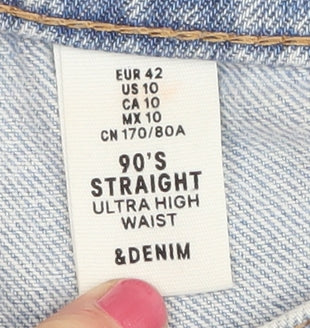 EUR 42
US 10
CA 10
MX 10
CN 170/80A
90'S
STRAIGHT
ULTRA HIGH
WAIST
&DENIM